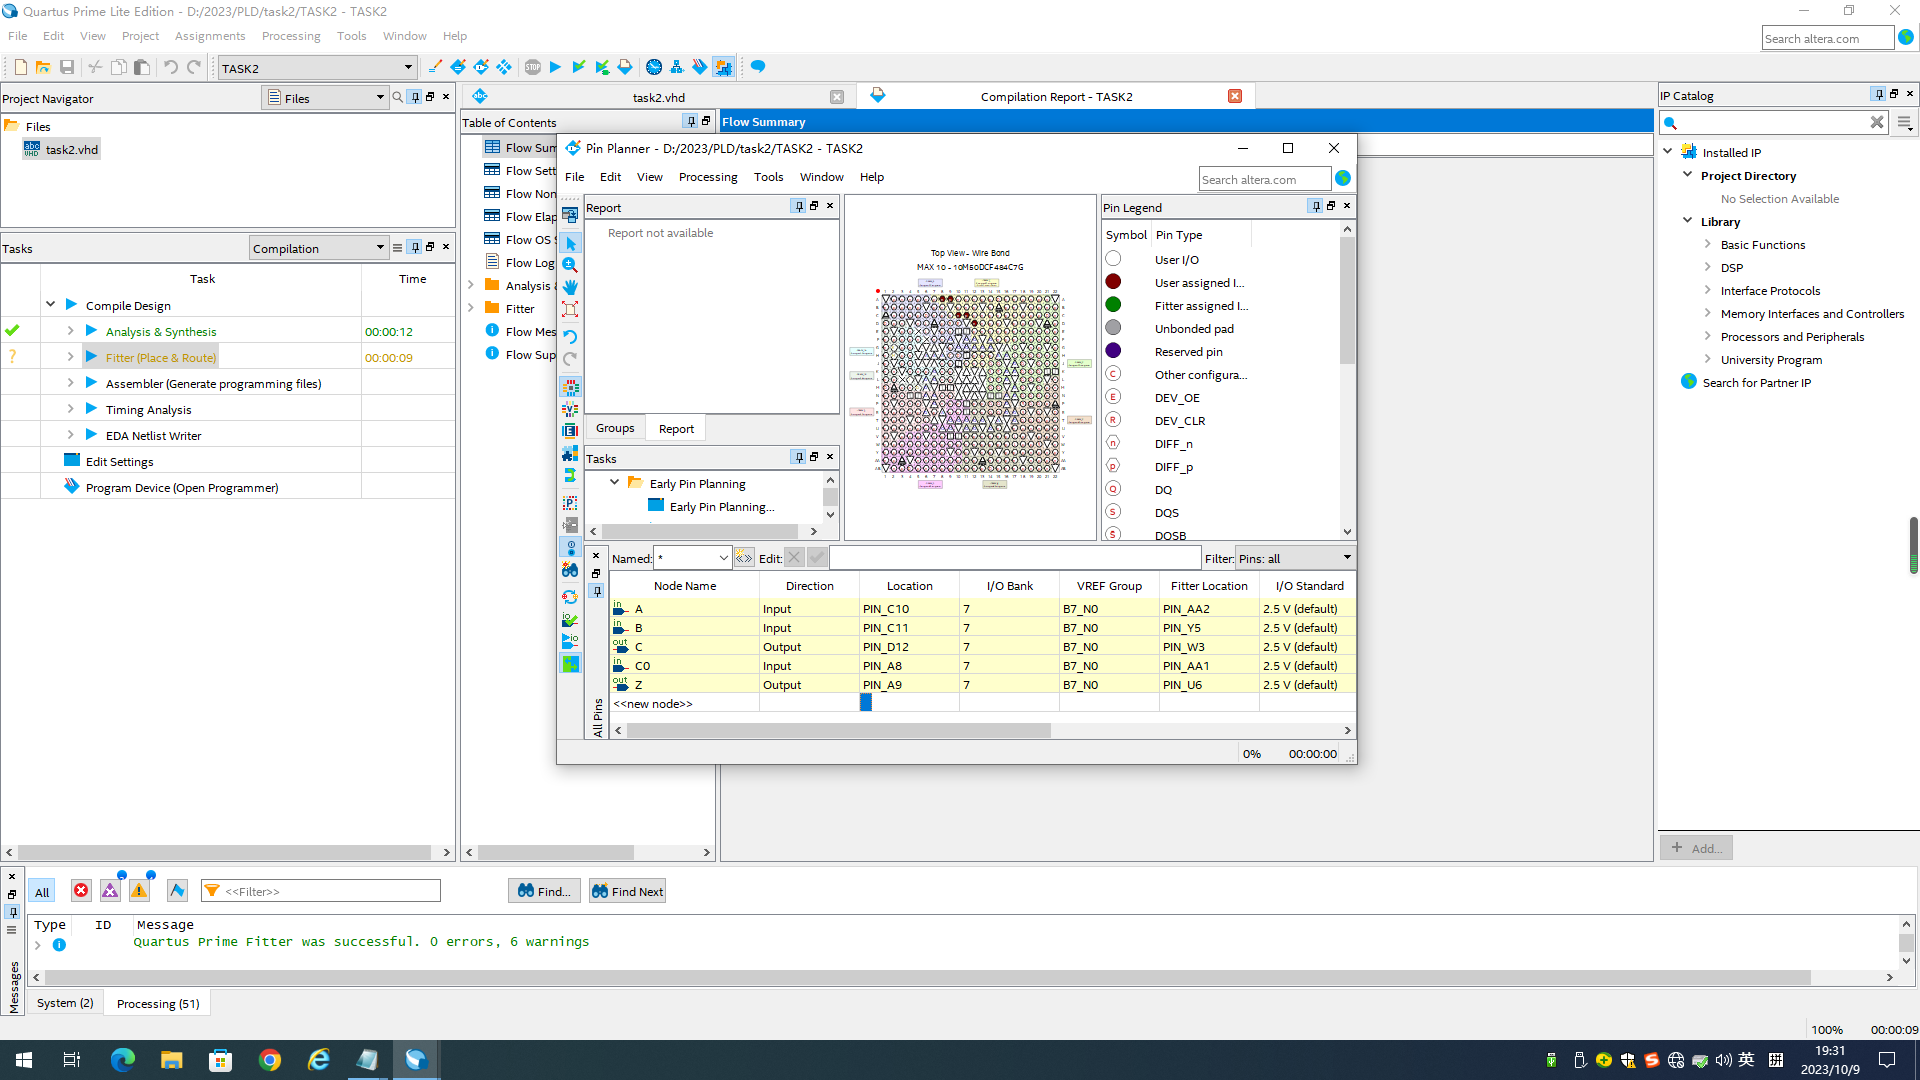 Quartus Prime Lite Edition - D:/2023/PLD/task2/TASK2 - TASK2
File Edit View Project Assignments Processing Tools Window Help
Search altera.com
TASK2
STOP
Project Navigator
Files
Files
task2.vhd
Tasks
Compilation
Task
Time
Compile Design
Analysis & Synthesis 00:00:12
Fitter (Place & Route) 00:00:09
Assembler (Generate programming files)
Timing Analysis
EDA Netlist Writer
Edit Settings
Program Device (Open Programmer)
task2.vhd
Compilation Report - TASK2
Table of Contents
Flow Sum
Flow Sett
Flow Non
Flow Elap
Flow OS S
Flow Log
Analysis
Fitter
Flow Mes
Flow Sup
Flow Summary
Pin Planner - D:/2023/PLD/task2/TASK2 - TASK2
File Edit View Processing Tools Window Help
Search altera.com
Report
Report not available
Groups
Report
Tasks
Early Pin Planning
Early Pin Planning...
Top View - Wire Bond
MAX 10 - 10M50DCF484C7G
Pin Legend
Symbol Pin Type
User I/O
User assigned I...
Fitter assigned I...
Unbonded pad
Reserved pin
C Other configura...
E DEV_OE
R DEV_CLR
n DIFF_n
p DIFF_p
Q DQ
S DQS
S DQSB
Named: *
Edit:
Filter: Pins: all
Node Name Direction Location I/O Bank VREF Group Fitter Location I/O Standard
in A Input PIN_C10 7 B7_N0 PIN_AA2 2.5 V (default)
in B Input PIN_C11 7 B7_N0 PIN_Y5 2.5 V (default)
out C Output PIN_D12 7 B7_N0 PIN_W3 2.5 V (default)
in C0 Input PIN_A8 7 B7_N0 PIN_AA1 2.5 V (default)
out Z Output PIN_A9 7 B7_N0 PIN_U6 2.5 V (default)
<<new node>>
All Pins
0% 00:00:00
IP Catalog
Installed IP
Project Directory
No Selection Available
Library
Basic Functions
DSP
Interface Protocols
Memory Interfaces and Controllers
Processors and Peripherals
University Program
Search for Partner IP
+ Add...
All
<<Filter>>
Find...
Find Next
Type ID Message
Quartus Prime Fitter was successful. 0 errors, 6 warnings
Messages
System (2)
Processing (51)
100% 00:00:09
英
19:31
2023/10/9